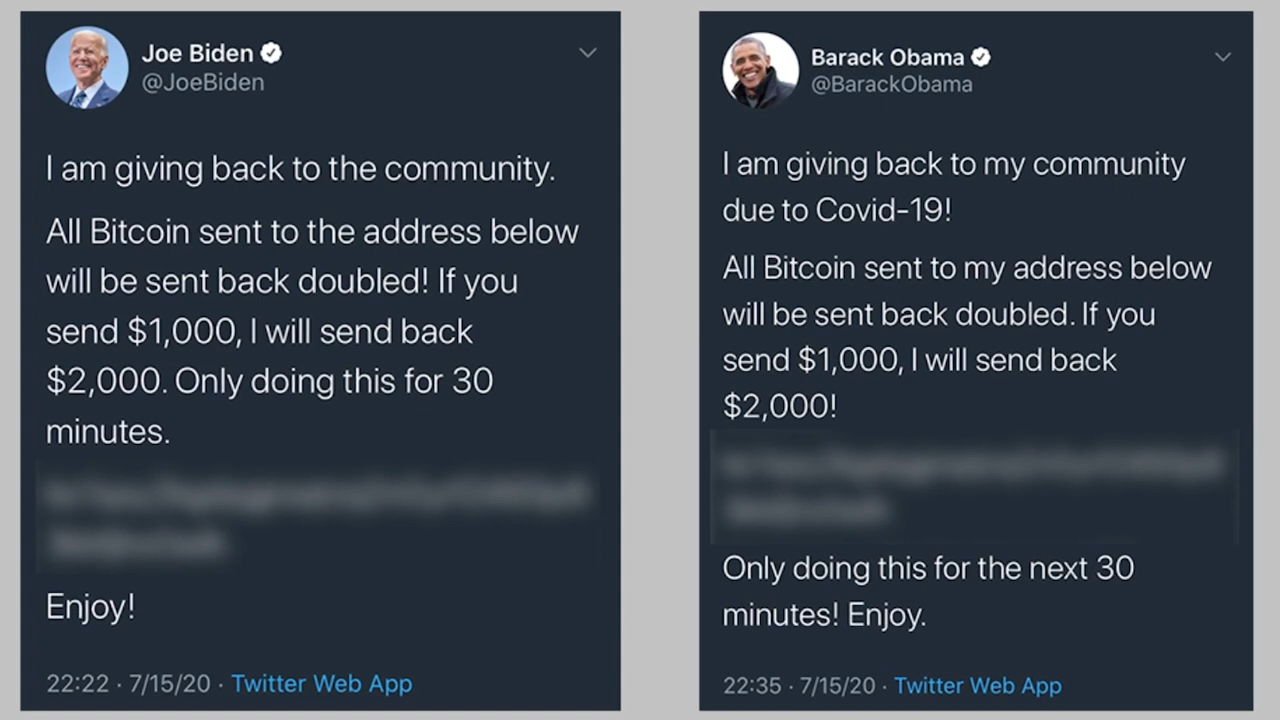 Joe Biden
@JoeBiden
I am giving back to the community.
All Bitcoin sent to the address below
will be sent back doubled! If you
send $1,000, I will send back
$2,000. Only doing this for 30
minutes.
Enjoy!
22:22 · 7/15/20 · Twitter Web App
Barack Obama
@BarackObama
I am giving back to my community
due to Covid-19!
All Bitcoin sent to my address below
will be sent back doubled. If you
send $1,000, I will send back
$2,000!
Only doing this for the next 30
minutes! Enjoy.
22:35 · 7/15/20 · Twitter Web App